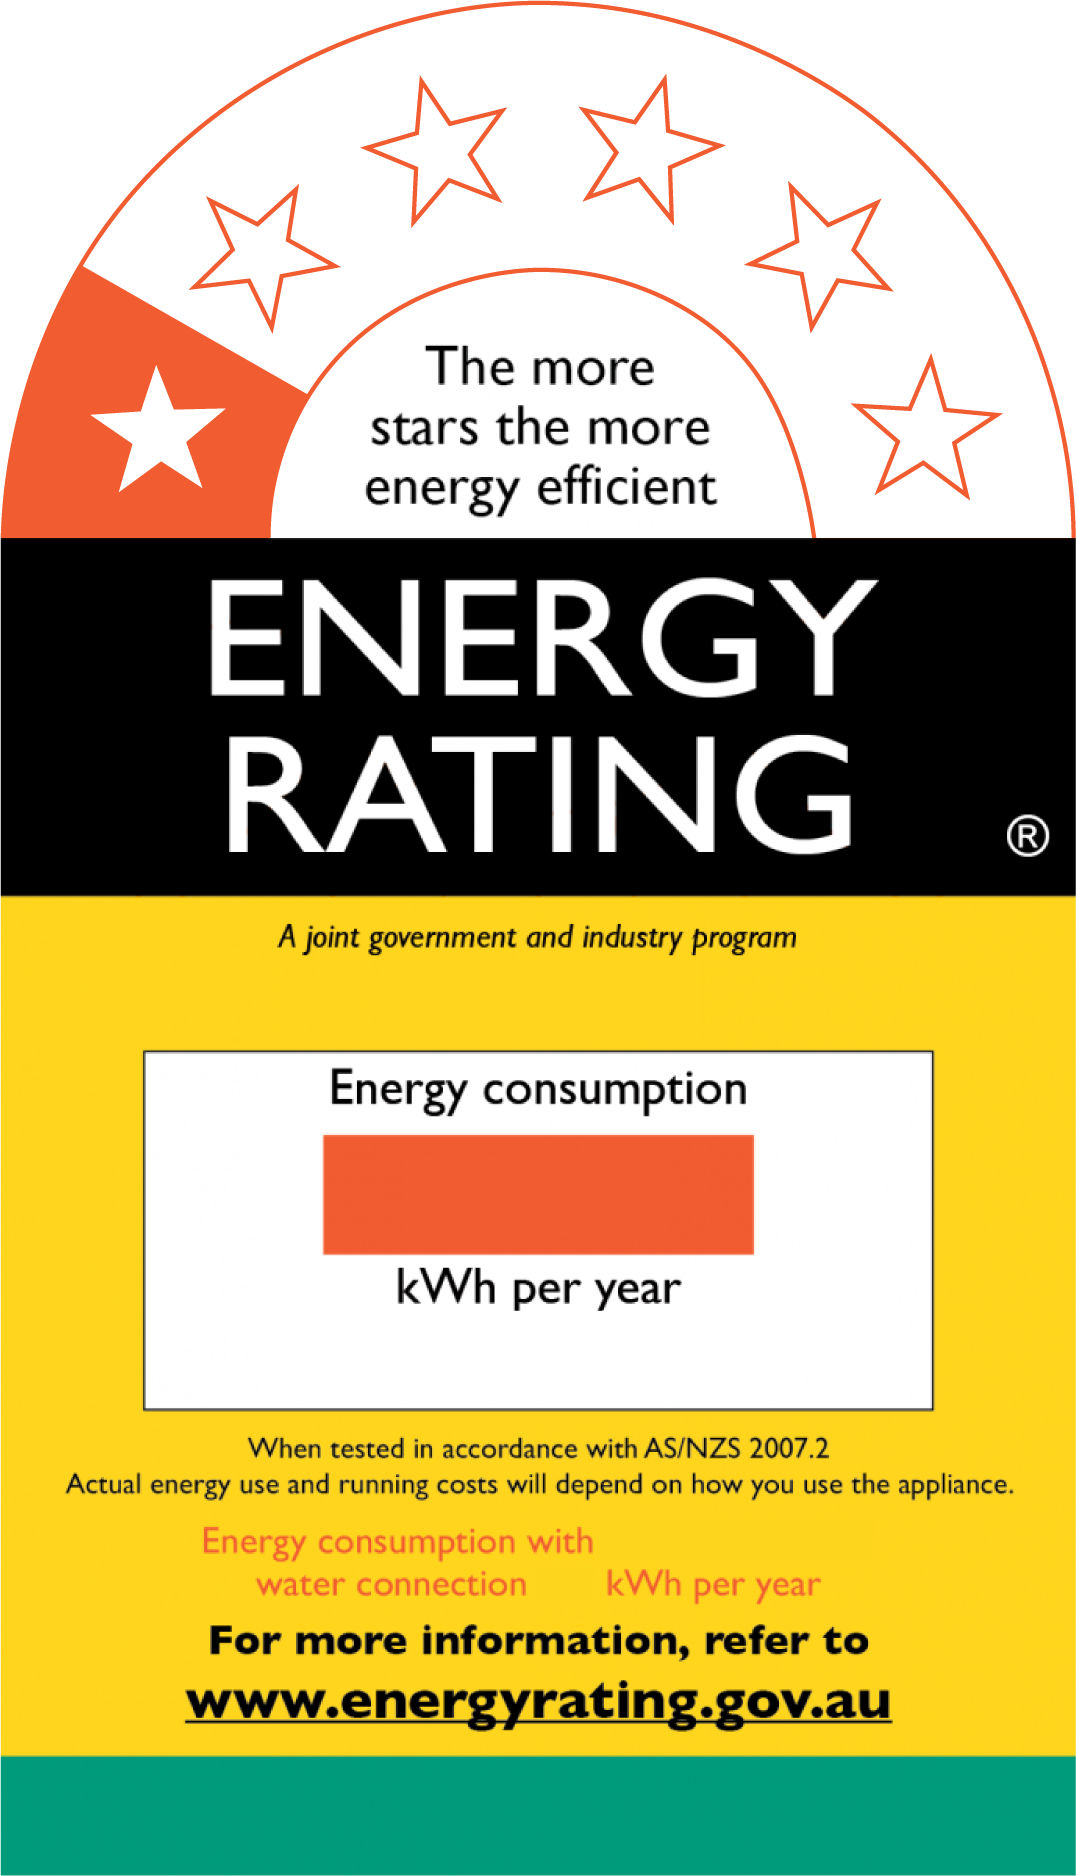 The more
stars the more
energy efficient
ENERGY
RATING
®
A joint government and industry program
Energy consumption
kWh per year
When tested in accordance with AS/NZS 2007.2
Actual energy use and running costs will depend on how you use the appliance.
Energy consumption with
water connection kWh per year
For more information, refer to
www.energyrating.gov.au